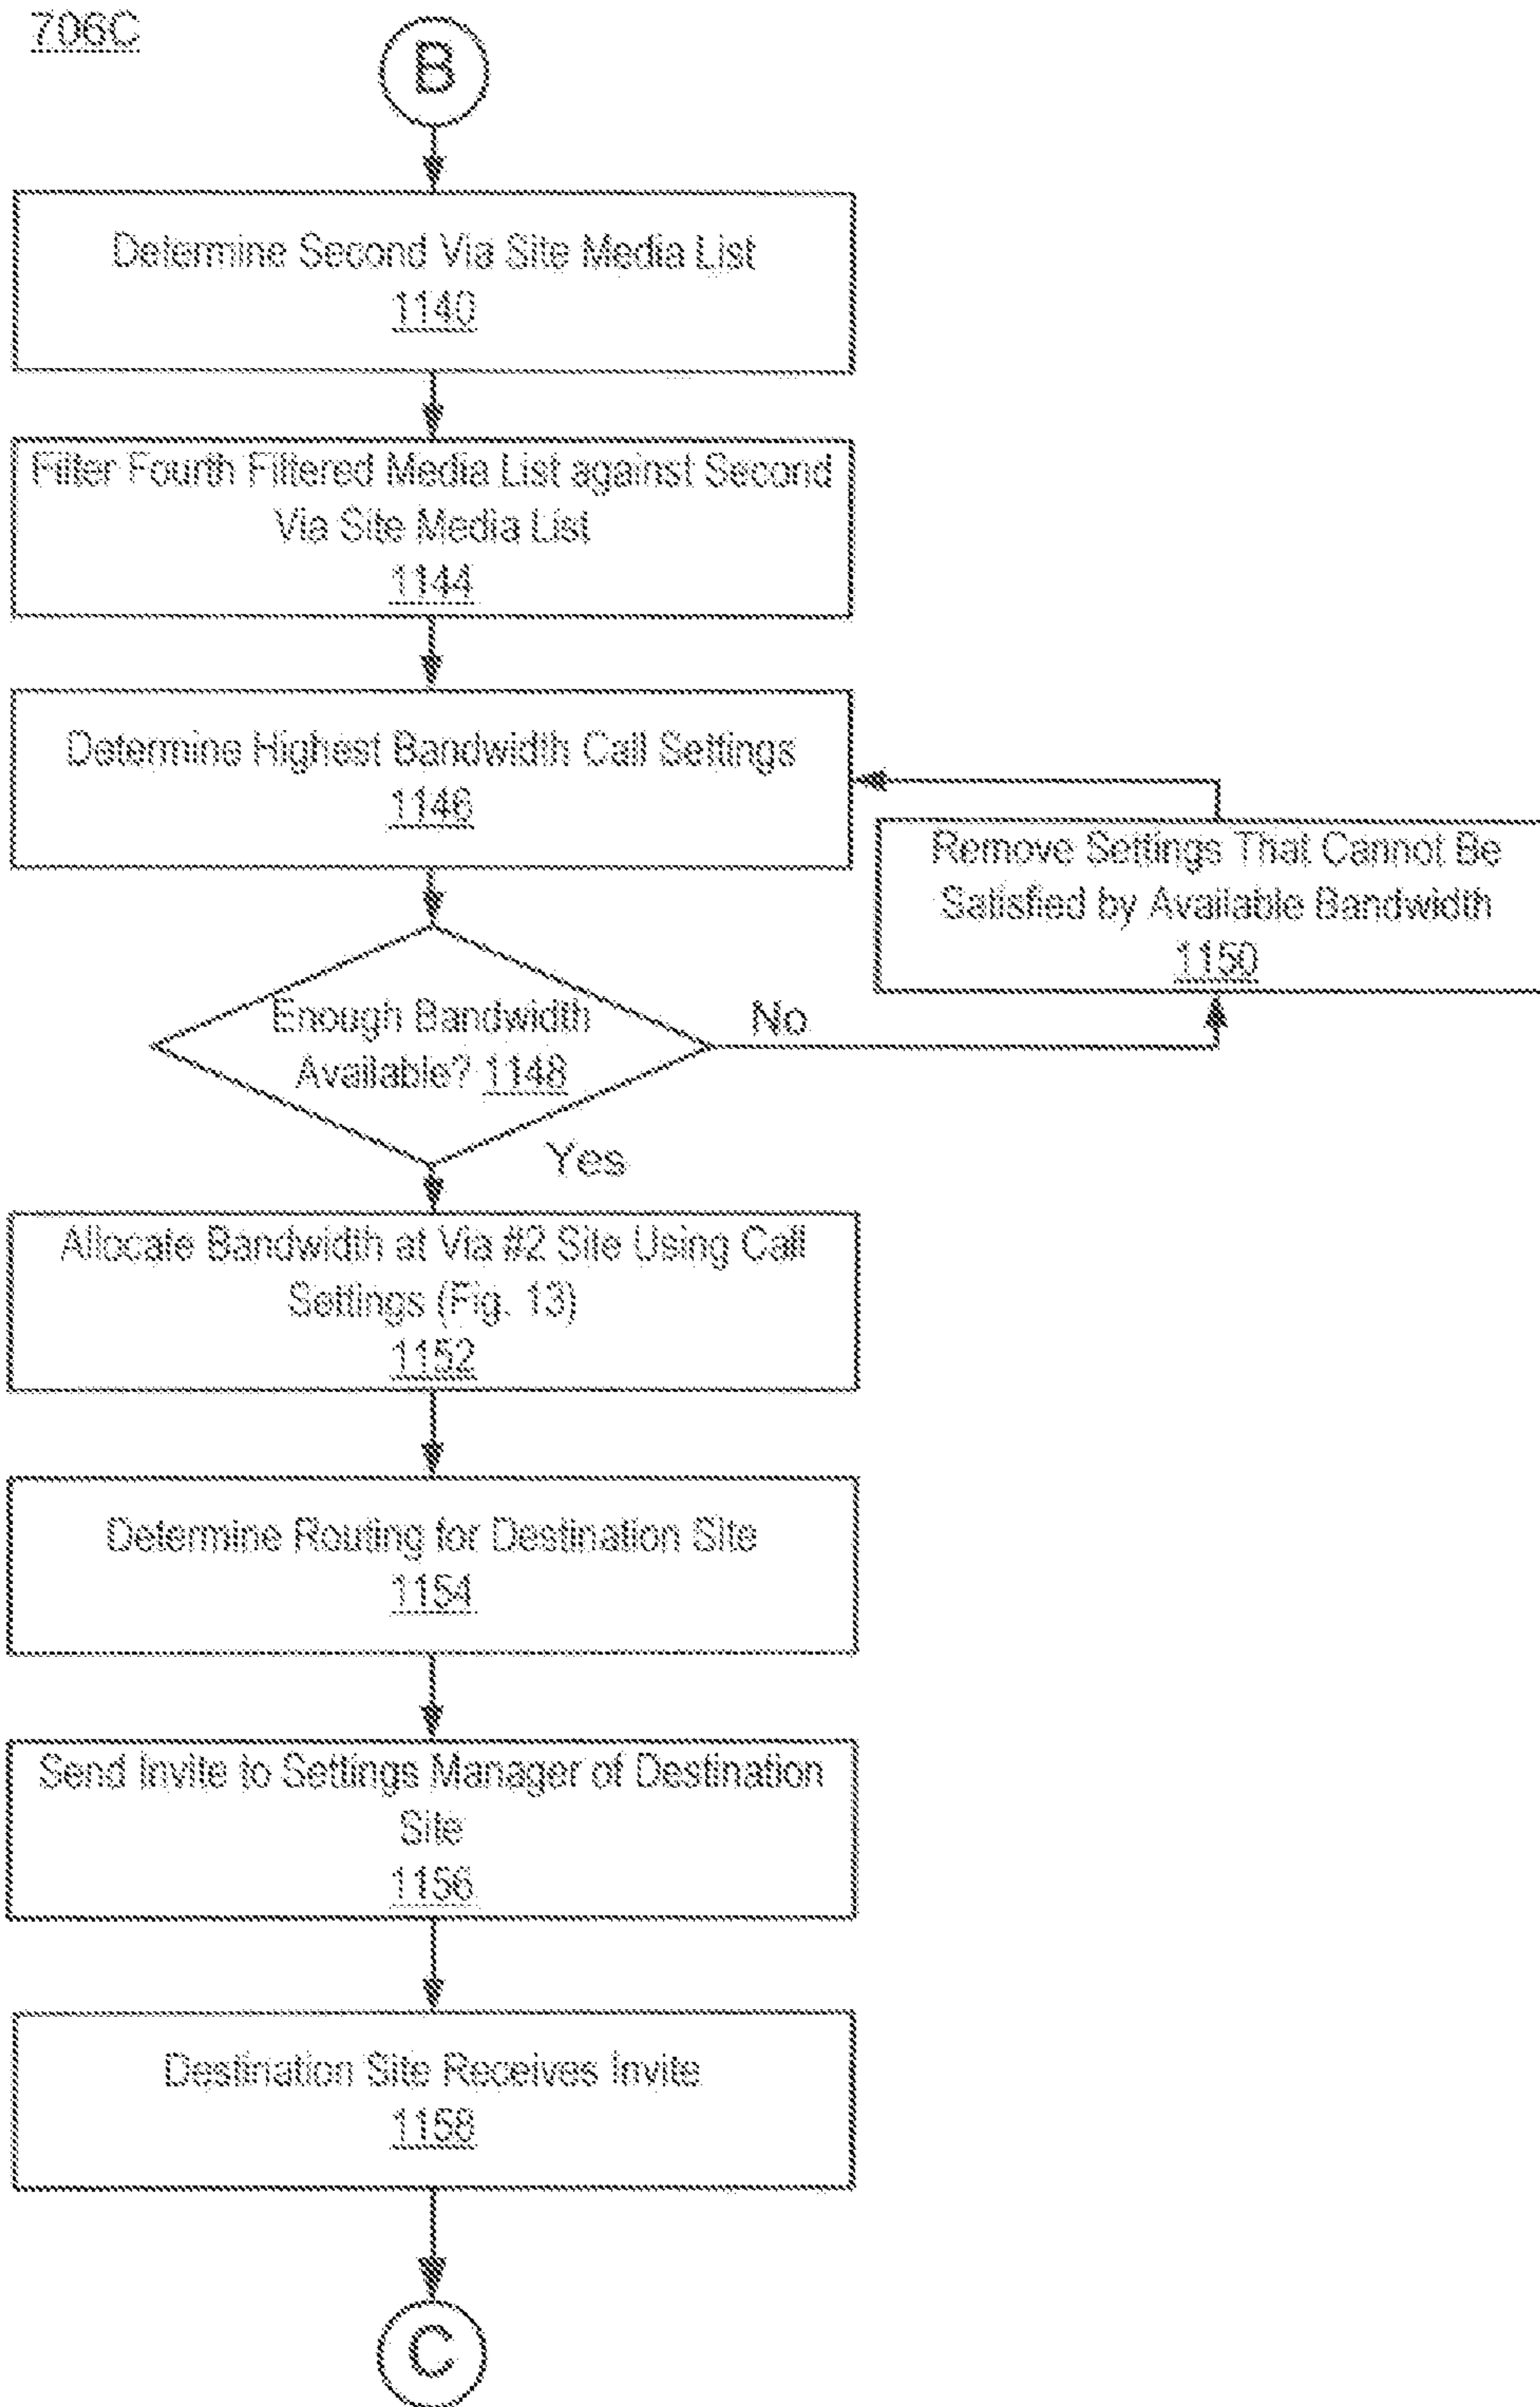 706C
B
Determine Second Via Site Media List
1140
Filter Fourth Filtered Media List against Second
Via Site Media List
1144
Determine Highest Bandwidth Call Settings
1146
Remove Settings That Cannot Be
Satisfied by Available Bandwidth
1150
Enough Bandwidth
Available? 1148
No
Yes
Allocate Bandwidth at Via #2 Site Using Call
Settings (Fig. 13)
1152
Determine Routing for Destination Site
1154
Send Invite to Settings Manager of Destination
Site
1156
Destination Site Receives Invite
1158
C